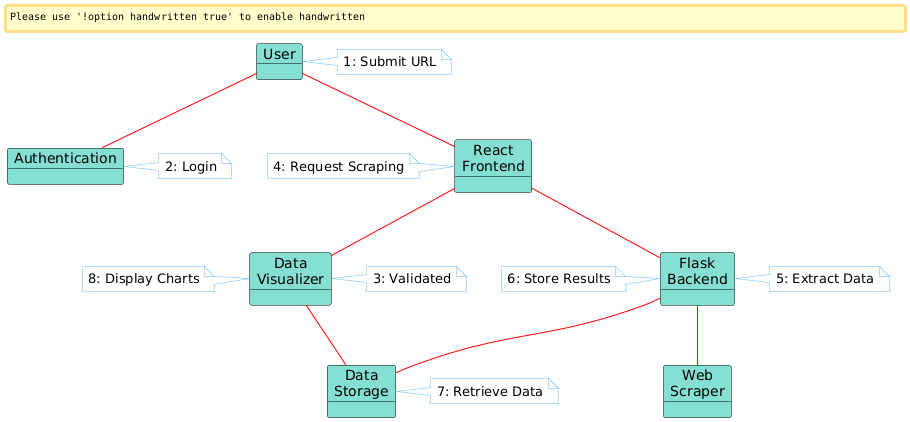 Please use '!option handwritten true' to enable handwritten
User
1: Submit URL
Authentication
2: Login
4: Request Scraping
React
Frontend
8: Display Charts
Data
Visualizer
3: Validated
6: Store Results
Flask
Backend
5: Extract Data
Data
Storage
7: Retrieve Data
Web
Scraper